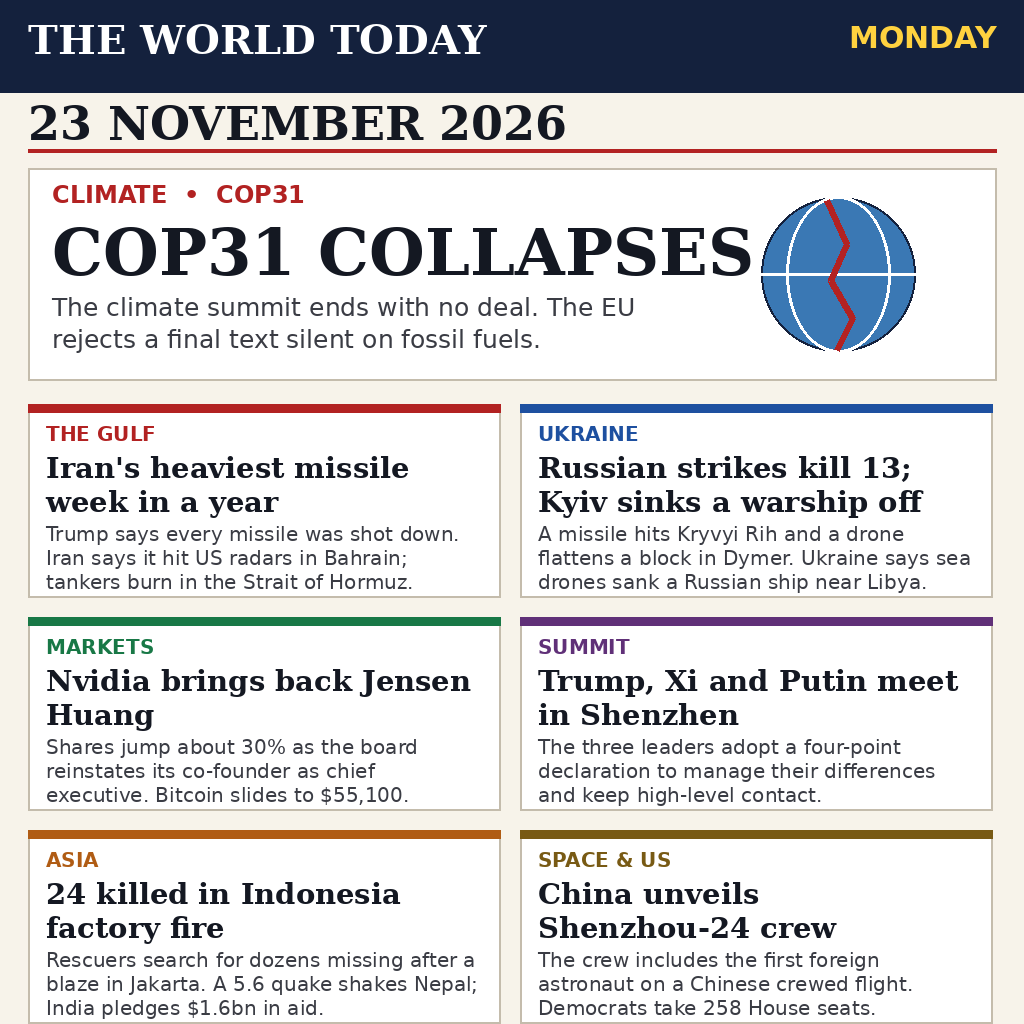 THE WORLD TODAY
MONDAY
23 NOVEMBER 2026
CLIMATE • COP31
COP31 COLLAPSES
The climate summit ends with no deal. The EU
rejects a final text silent on fossil fuels.
THE GULF
Iran's heaviest missile
week in a year
Trump says every missile was shot down.
Iran says it hit US radars in Bahrain;
tankers burn in the Strait of Hormuz.
UKRAINE
Russian strikes kill 13;
Kyiv sinks a warship off
A missile hits Kryvyi Rih and a drone
flattens a block in Dymer. Ukraine says sea
drones sank a Russian ship near Libya.
MARKETS
Nvidia brings back Jensen
Huang
Shares jump about 30% as the board
reinstates its co-founder as chief
executive. Bitcoin slides to $55,100.
SUMMIT
Trump, Xi and Putin meet
in Shenzhen
The three leaders adopt a four-point
declaration to manage their differences
and keep high-level contact.
ASIA
24 killed in Indonesia
factory fire
Rescuers search for dozens missing after a
blaze in Jakarta. A 5.6 quake shakes Nepal;
India pledges $1.6bn in aid.
SPACE & US
China unveils
Shenzhou-24 crew
The crew includes the first foreign
astronaut on a Chinese crewed flight.
Democrats take 258 House seats.